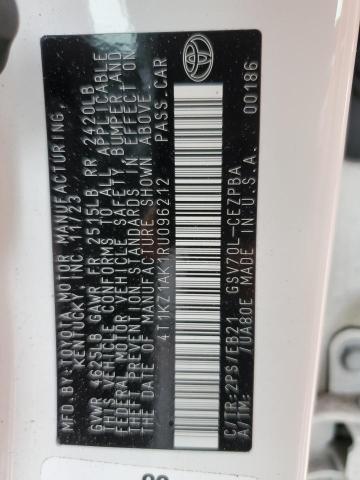 MFD.BY:TOYOTA MOTOR MANUFACTURING,
KENTUCKY, INC. 11/23
GVWR 4625LB GAWR FR 2515LB RR 2420LB
THIS VEHICLE CONFORMS TO ALL APPLICABLE
FEDERAL MOTOR VEHICLE SAFETY BUMPER AND
THEFT PREVENTION STANDARDS IN EFFECT ON
THE DATE OF MANUFACTURE SHOWN ABOVE.
4T1KZ1AK1RU096212 PASS.CAR
C/TR:2PS/EB21 GSV70L-CEZPBA
A/TM: 7UA80E MADE IN U.S.A. 00186